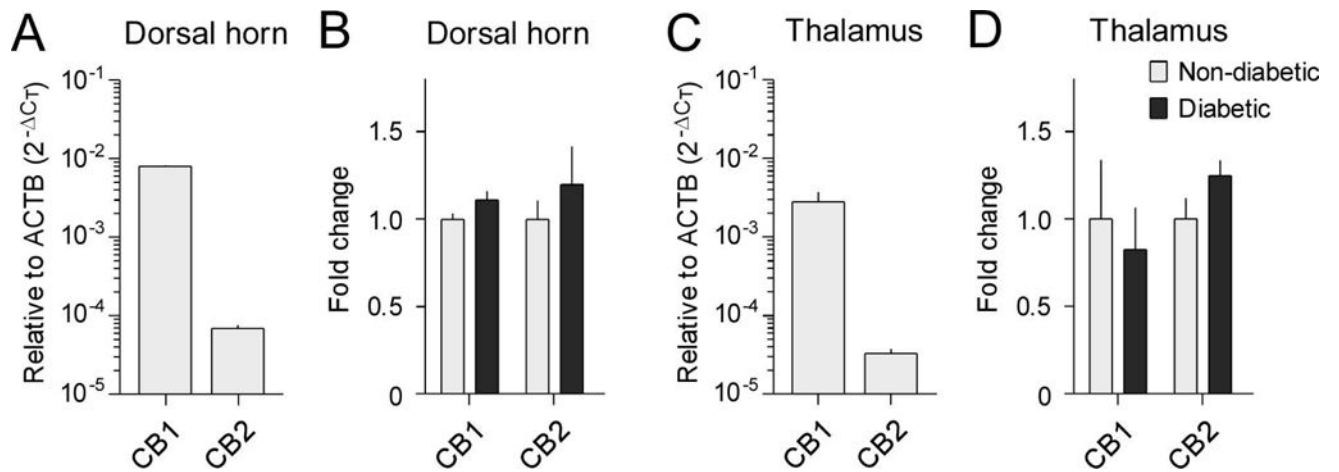 A Dorsal horn
Relative to ACTB (2^-ΔCT)
10^-1
10^-2
10^-3
10^-4
10^-5
CB1 CB2
B Dorsal horn
Fold change
1.5
1.0
0.5
0
CB1 CB2
C Thalamus
Relative to ACTB (2^-ΔCT)
10^-1
10^-2
10^-3
10^-4
10^-5
CB1 CB2
D Thalamus
Non-diabetic
Diabetic
Fold change
1.5
1.0
0.5
0
CB1 CB2